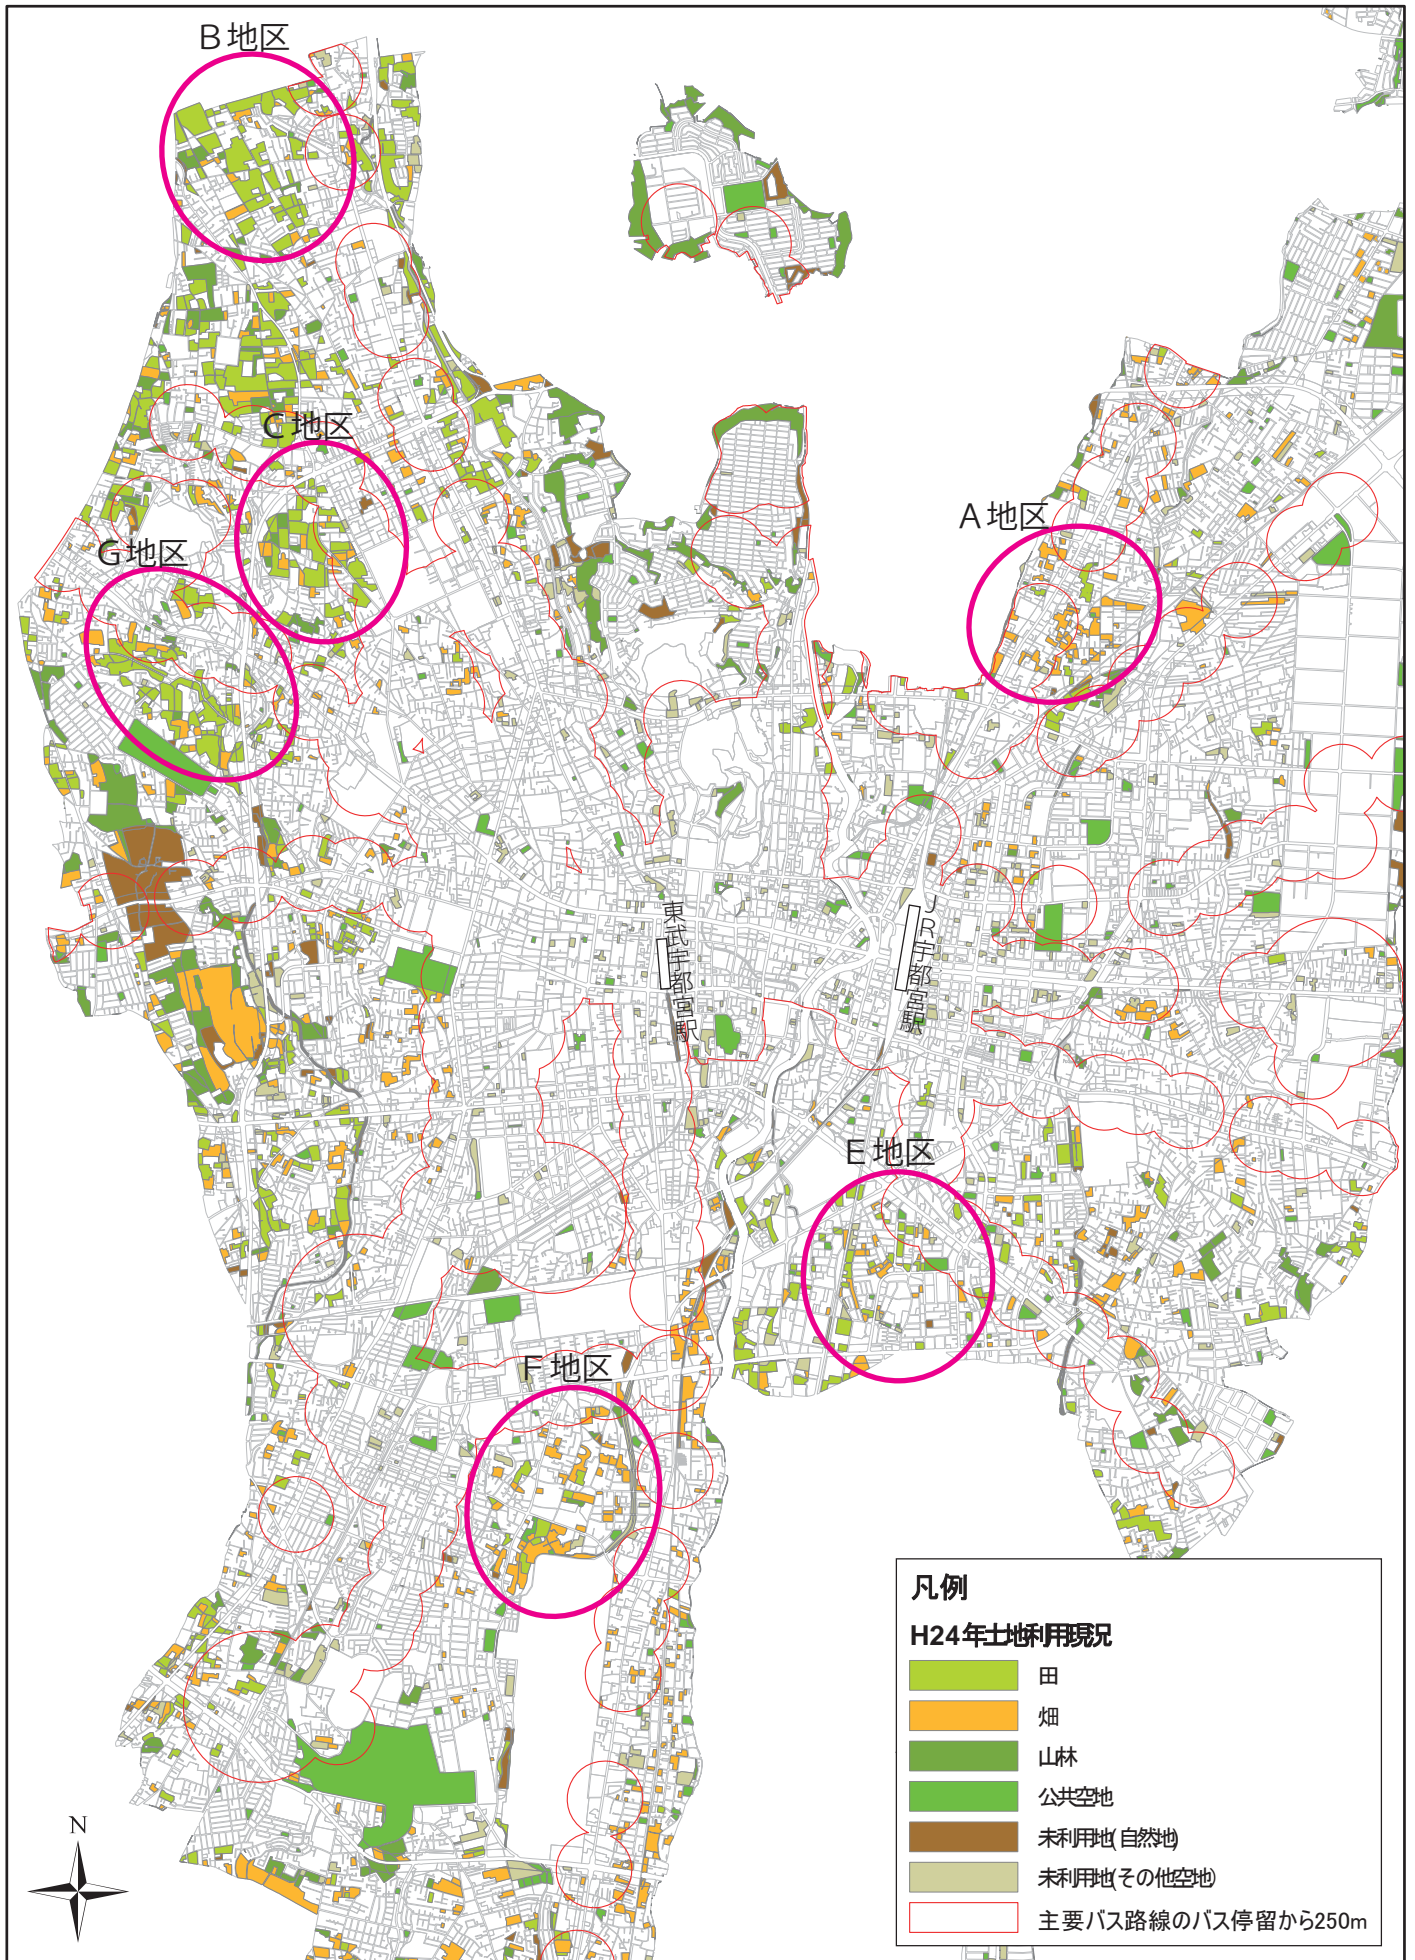 B地区
C地区
G地区
A地区
東武宇都宮駅
JR宇都宮駅
E地区
F地区
凡例
H24年土地利用現況
田
畑
山林
公共空地
未利用地(自然地)
未利用地(その他空地)
主要バス路線のバス停留から250m
N